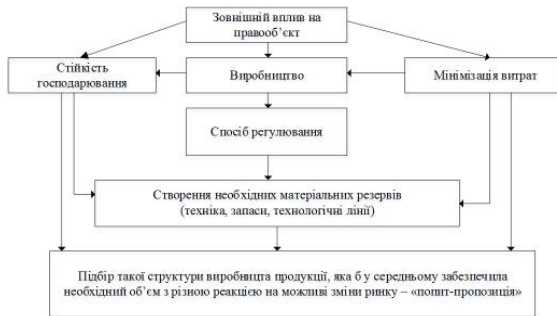 Зовнішній вплив на
правооб’єкт
Стійкість
господарювання
Виробництво
Мінімізація витрат
Спосіб регулювання
Створення необхідних матеріальних резервів
(техніка, запаси, технологічні лінії)
Підбір такої структури виробництва продукції, яка б у середньому забезпечила
необхідний об’єм з різною реакцією на можливі зміни ринку – «попит-пропозиція»